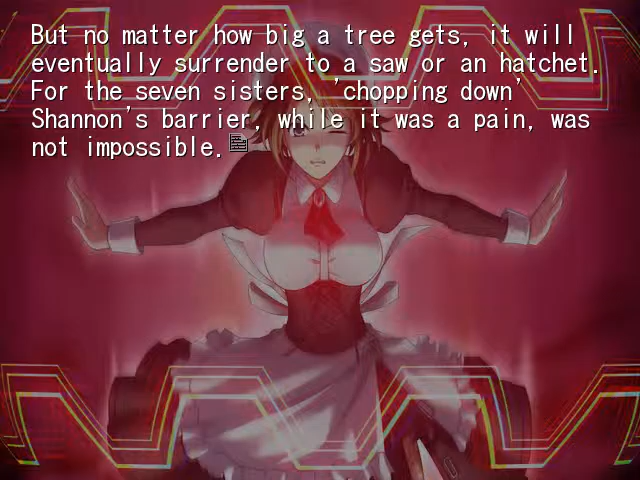 But no matter how big a tree gets, it will
eventually surrender to a saw or an hatchet.
For the seven sisters, 'chopping down'
Shannon's barrier, while it was a pain, was
not impossible.